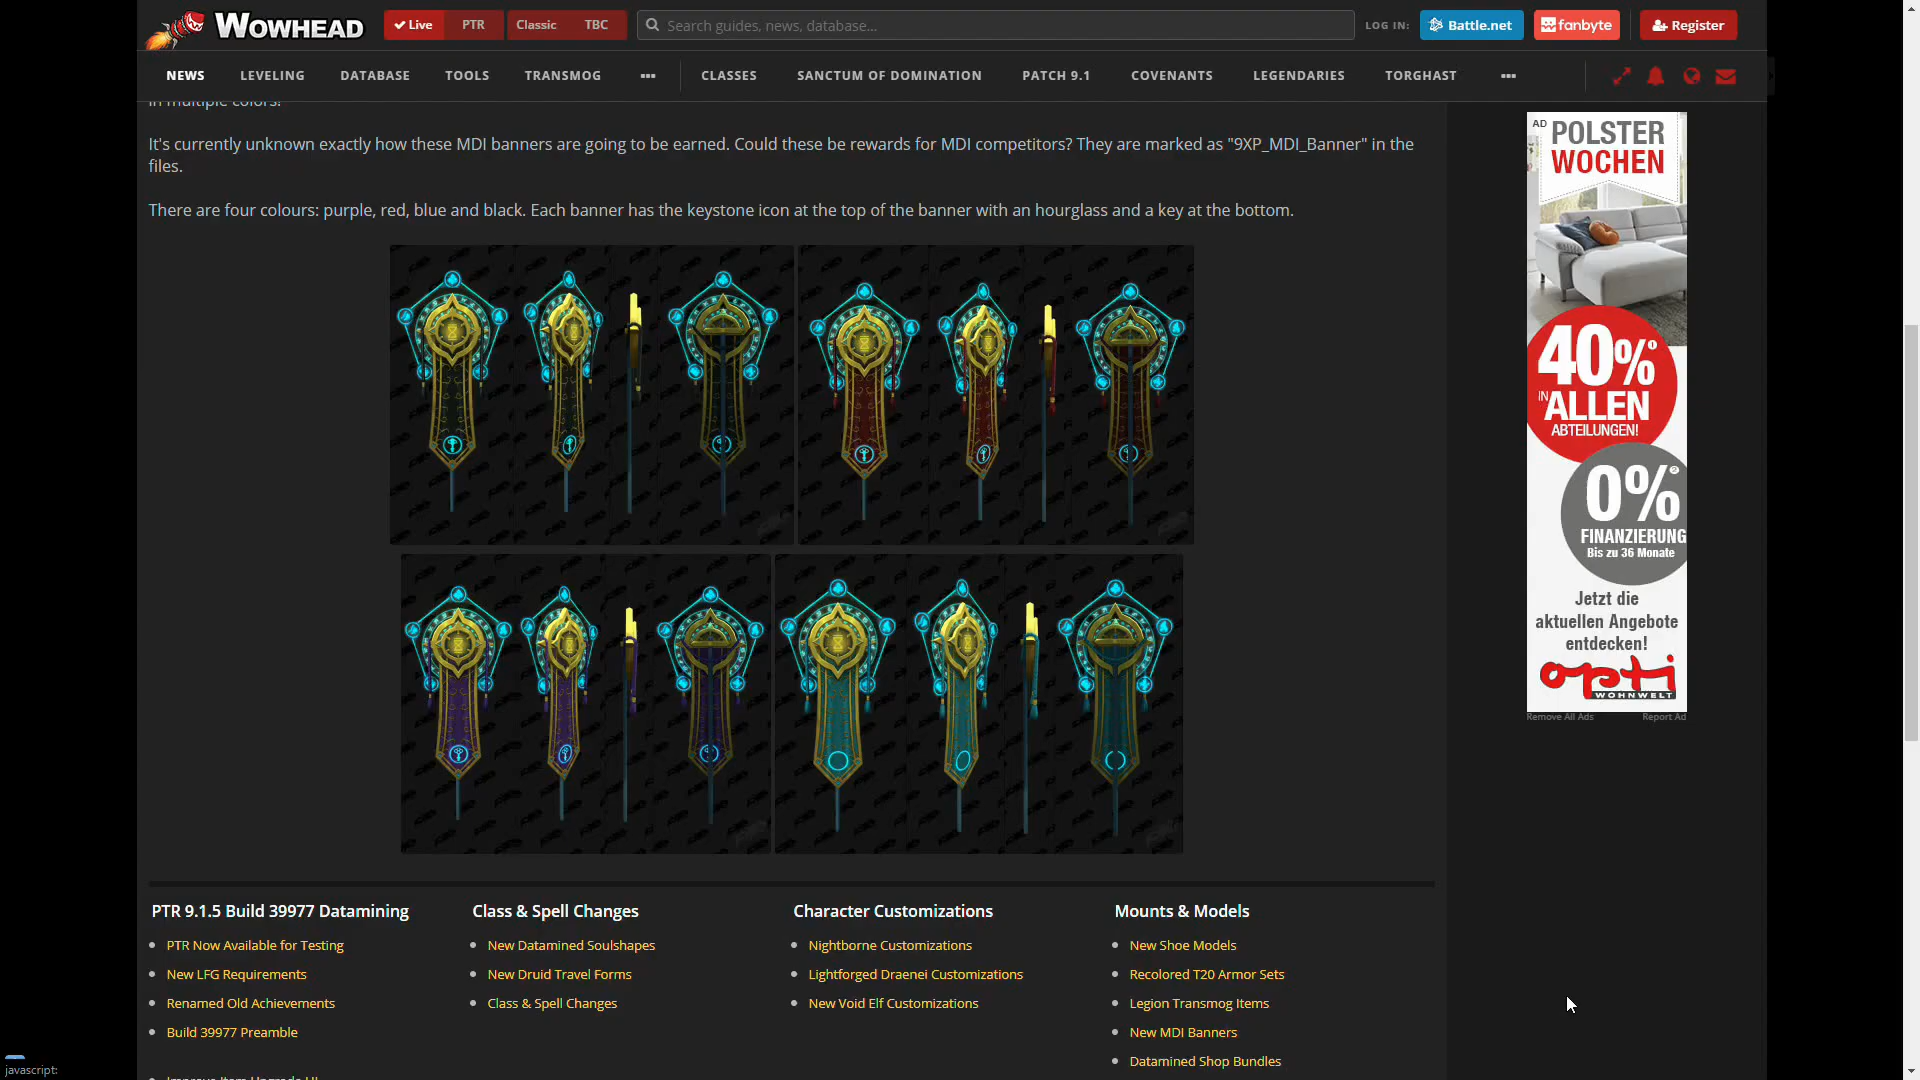 WOWHEAD
Live PTR
Classic TBC
Search guides, news, database...
LOG IN: Battle.net fanbyte Register
NEWS LEVELING DATABASE TOOLS TRANSMOG ••• CLASSES SANCTUM OF DOMINATION PATCH 9.1 COVENANTS LEGENDARIES TORGHAST •••
in multiple colors!
It's currently unknown exactly how these MDI banners are going to be earned. Could these be rewards for MDI competitors? They are marked as "9XP_MDI_Banner" in the
files.
There are four colours: purple, red, blue and black. Each banner has the keystone icon at the top of the banner with an hourglass and a key at the bottom.
AD
POLSTER
WOCHEN
40%¹
IN ALLEN
ABTEILUNGEN!
0%²
FINANZIERUNG
Bis zu 36 Monate
Jetzt die
aktuellen Angebote
entdecken!
opti
WOHNWELT
Remove All Ads Report Ad
PTR 9.1.5 Build 39977 Datamining
PTR Now Available for Testing
New LFG Requirements
Renamed Old Achievements
Build 39977 Preamble
Class & Spell Changes
New Datamined Soulshapes
New Druid Travel Forms
Class & Spell Changes
Character Customizations
Nightborne Customizations
Lightforged Draenei Customizations
New Void Elf Customizations
Mounts & Models
New Shoe Models
Recolored T20 Armor Sets
Legion Transmog Items
New MDI Banners
Datamined Shop Bundles
javascript: